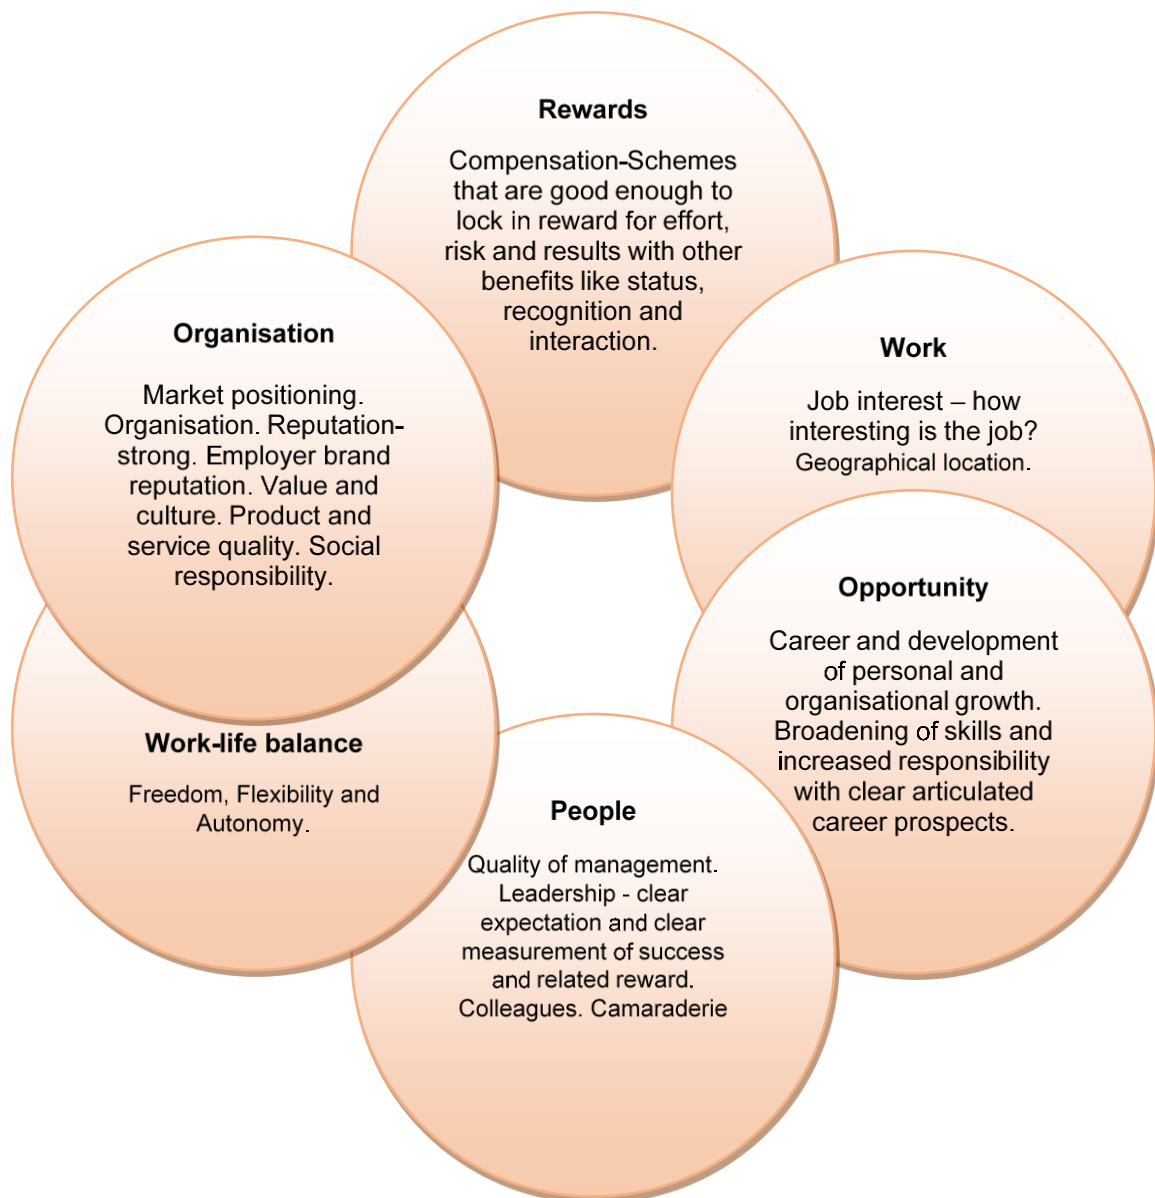 Rewards
Compensation-Schemes
that are good enough to
lock in reward for effort,
risk and results with other
benefits like status,
recognition and
interaction.
Work
Job interest – how
interesting is the job?
Geographical location.
Opportunity
Career and development
of personal and
organisational growth.
Broadening of skills and
increased responsibility
with clear articulated
career prospects.
People
Quality of management.
Leadership - clear
expectation and clear
measurement of success
and related reward.
Colleagues. Camaraderie
Work-life balance
Freedom, Flexibility and
Autonomy.
Organisation
Market positioning.
Organisation. Reputation-
strong. Employer brand
reputation. Value and
culture. Product and
service quality. Social
responsibility.